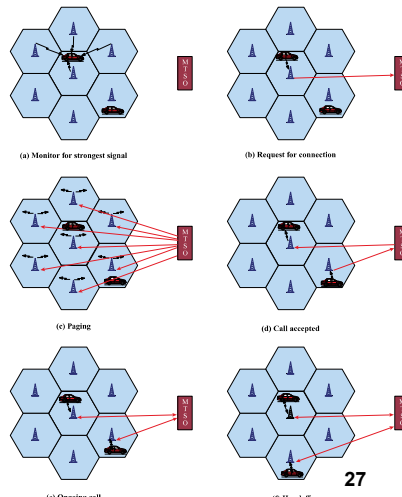 M
T
S
O
M
T
S
O
(a) Monitor for strongest signal
(b) Request for connection
M
T
S
O
M
T
S
O
(c) Paging
(d) Call accepted
M
T
S
O
M
T
S
O
27
(e) Ongoing call